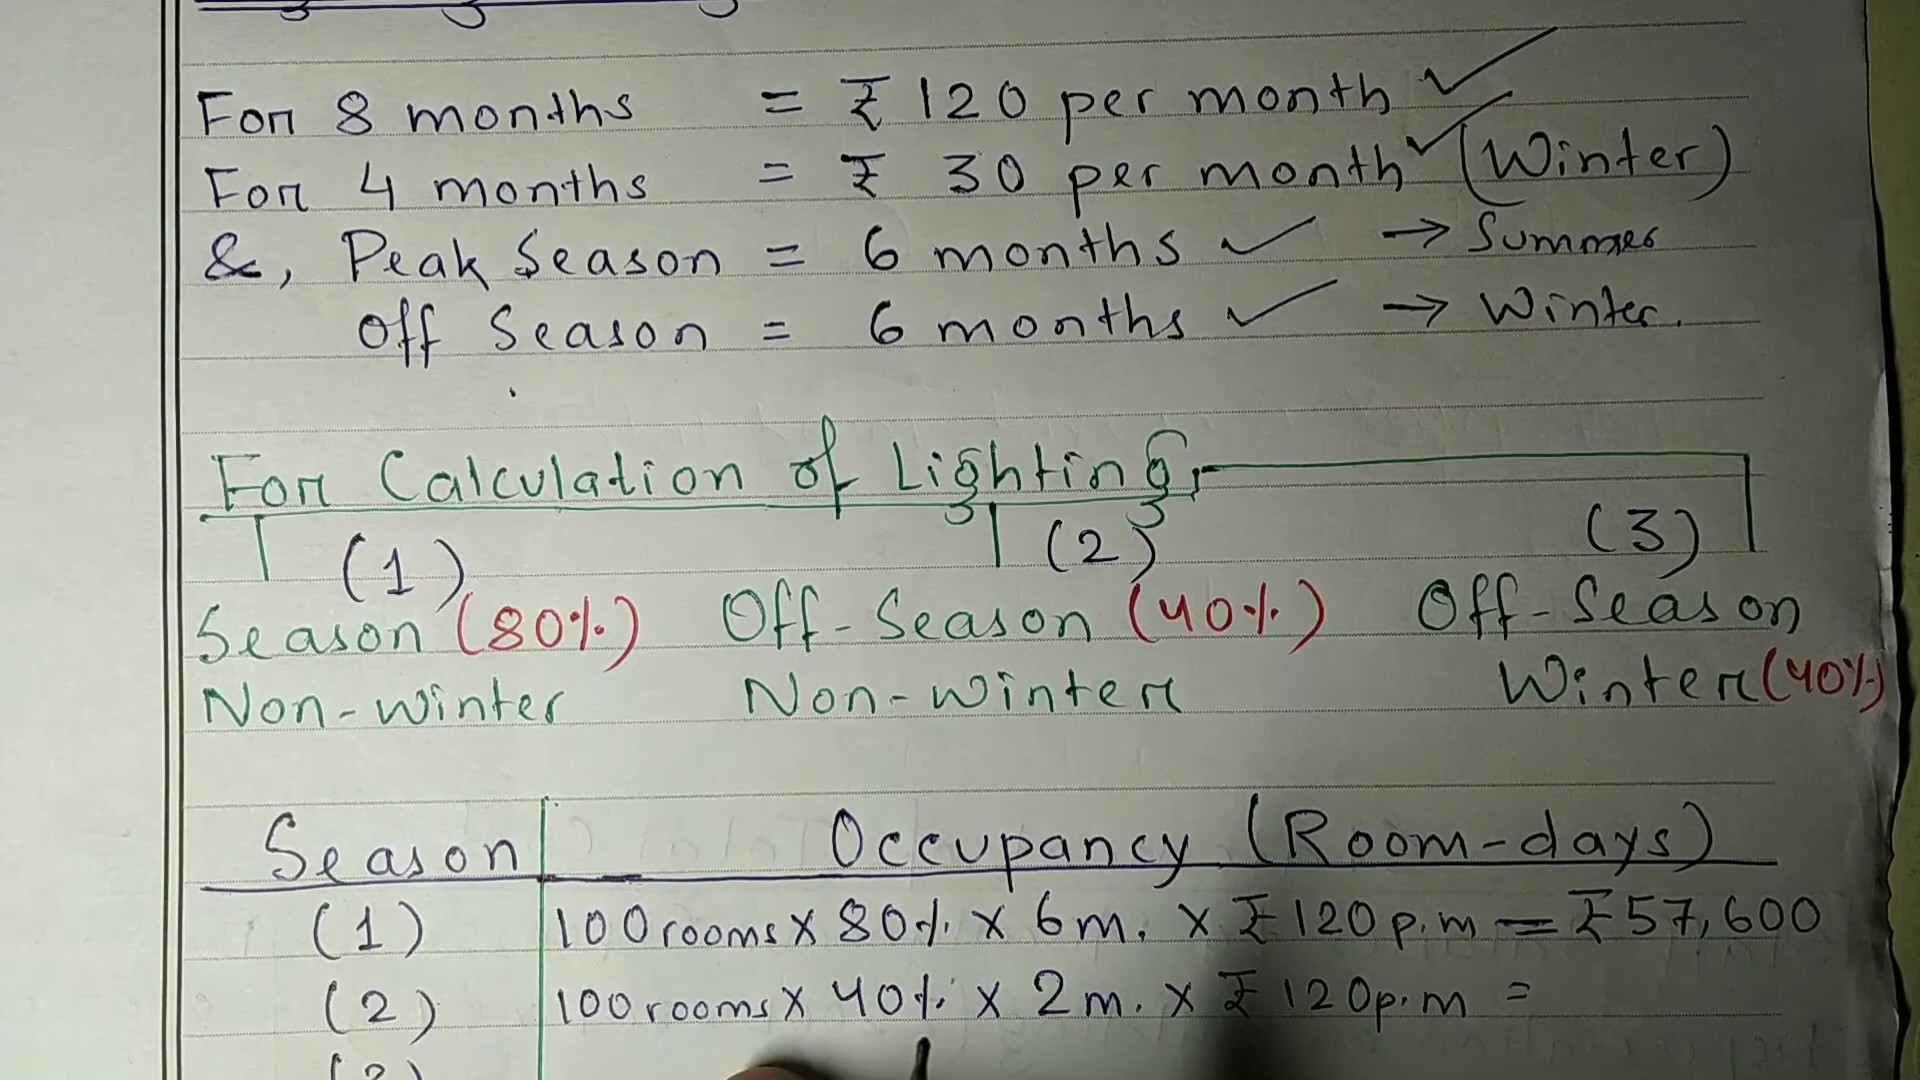 For 8 months = ₹ 120 per month ✓
For 4 months = ₹ 30 per month ✓ (Winter)
&, Peak Season = 6 months ✓ → Summer
Off Season = 6 months ✓ → Winter.
For Calculation of Lighting
(1) (2) (3)
Season (80%) Off-Season (40%) Off-Season
Non-winter Non-winter Winter (40%)
Season Occupancy (Room-days)
(1) 100 rooms x 80% x 6m. x ₹ 120 p.m = ₹ 57,600
(2) 100 rooms x 40% x 2m. x ₹ 120 p.m =